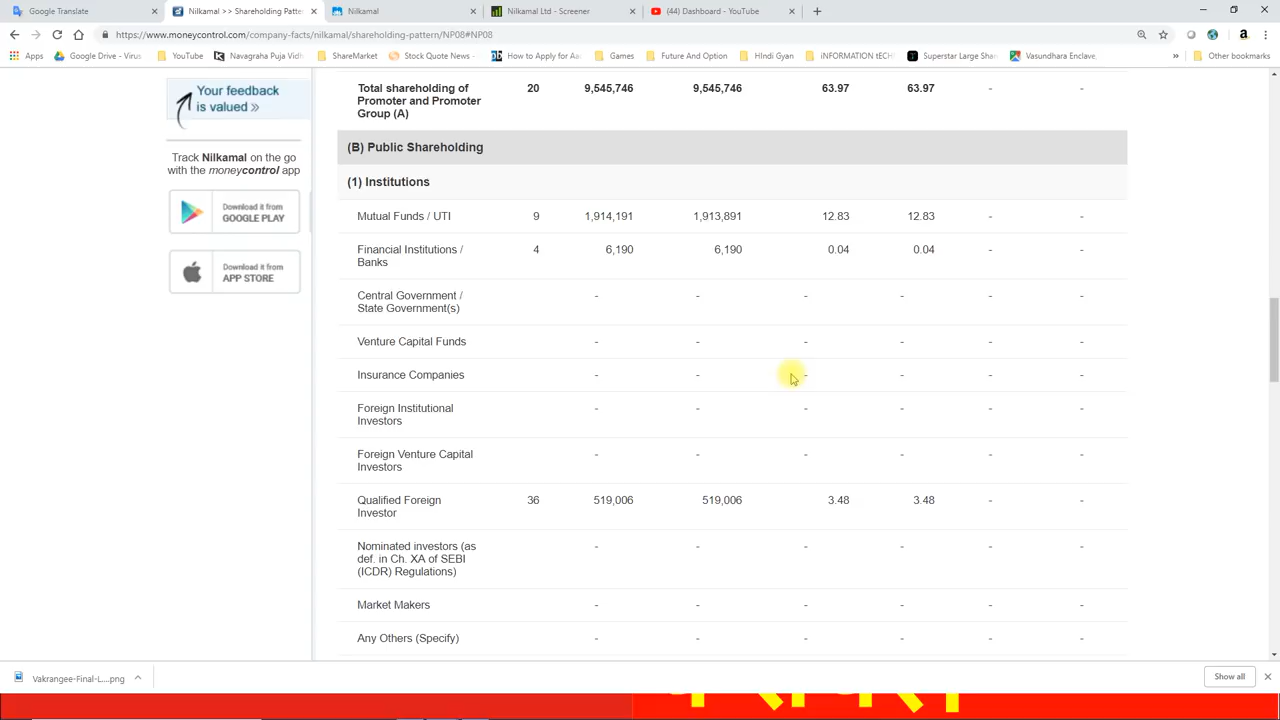 Google Translate
Nilkamal >> Shareholding Patter
Nilkamal
Nilkamal Ltd - Screener
(44) Dashboard - YouTube
https://www.moneycontrol.com/company-facts/nilkamal/shareholding-pattern/NP08#NP08
Apps
Google Drive - Virus
YouTube
Navagraha Puja Vidh
ShareMarket
Stock Quote News -
How to Apply for Aad
Games
Future And Option
HIndi Gyan
iNFORMATION tECH
Superstar Large Shar
Vasundhara Enclave.
Other bookmarks
Your feedback
is valued »
Track Nilkamal on the go
with the moneycontrol app
Download it from
GOOGLE PLAY
Download it from
APP STORE
Total shareholding of Promoter and Promoter Group (A) 20 9,545,746 9,545,746 63.97 63.97 - -
(B) Public Shareholding
(1) Institutions
Mutual Funds / UTI 9 1,914,191 1,913,891 12.83 12.83 - -
Financial Institutions / Banks 4 6,190 6,190 0.04 0.04 - -
Central Government / State Government(s) - - - - - -
Venture Capital Funds - - - - - -
Insurance Companies - - - - - -
Foreign Institutional Investors - - - - - -
Foreign Venture Capital Investors - - - - - -
Qualified Foreign Investor 36 519,006 519,006 3.48 3.48 - -
Nominated investors (as def. in Ch. XA of SEBI (ICDR) Regulations) - - - - - -
Market Makers - - - - - -
Any Others (Specify) - - - - - -
Vakrangee-Final-L....png
Show all